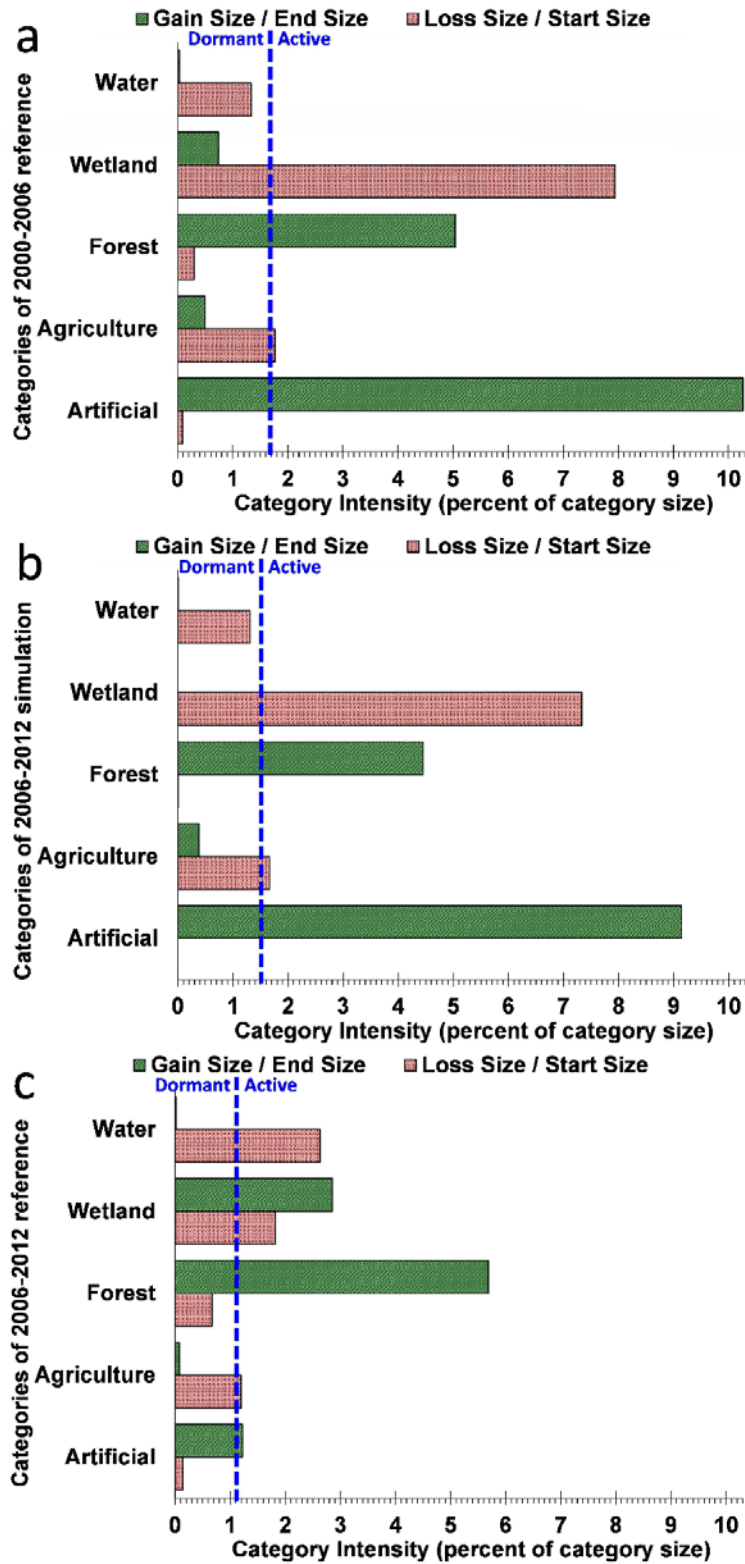 a
Gain Size / End Size Loss Size / Start Size
Dormant Active
Categories of 2000-2006 reference
Water
Wetland
Forest
Agriculture
Artificial
0 1 2 3 4 5 6 7 8 9 10
Category Intensity (percent of category size)
b
Gain Size / End Size Loss Size / Start Size
Dormant Active
Categories of 2006-2012 simulation
Water
Wetland
Forest
Agriculture
Artificial
0 1 2 3 4 5 6 7 8 9 10
Category Intensity (percent of category size)
c
Gain Size / End Size Loss Size / Start Size
Dormant Active
Categories of 2006-2012 reference
Water
Wetland
Forest
Agriculture
Artificial
0 1 2 3 4 5 6 7 8 9 10
Category Intensity (percent of category size)